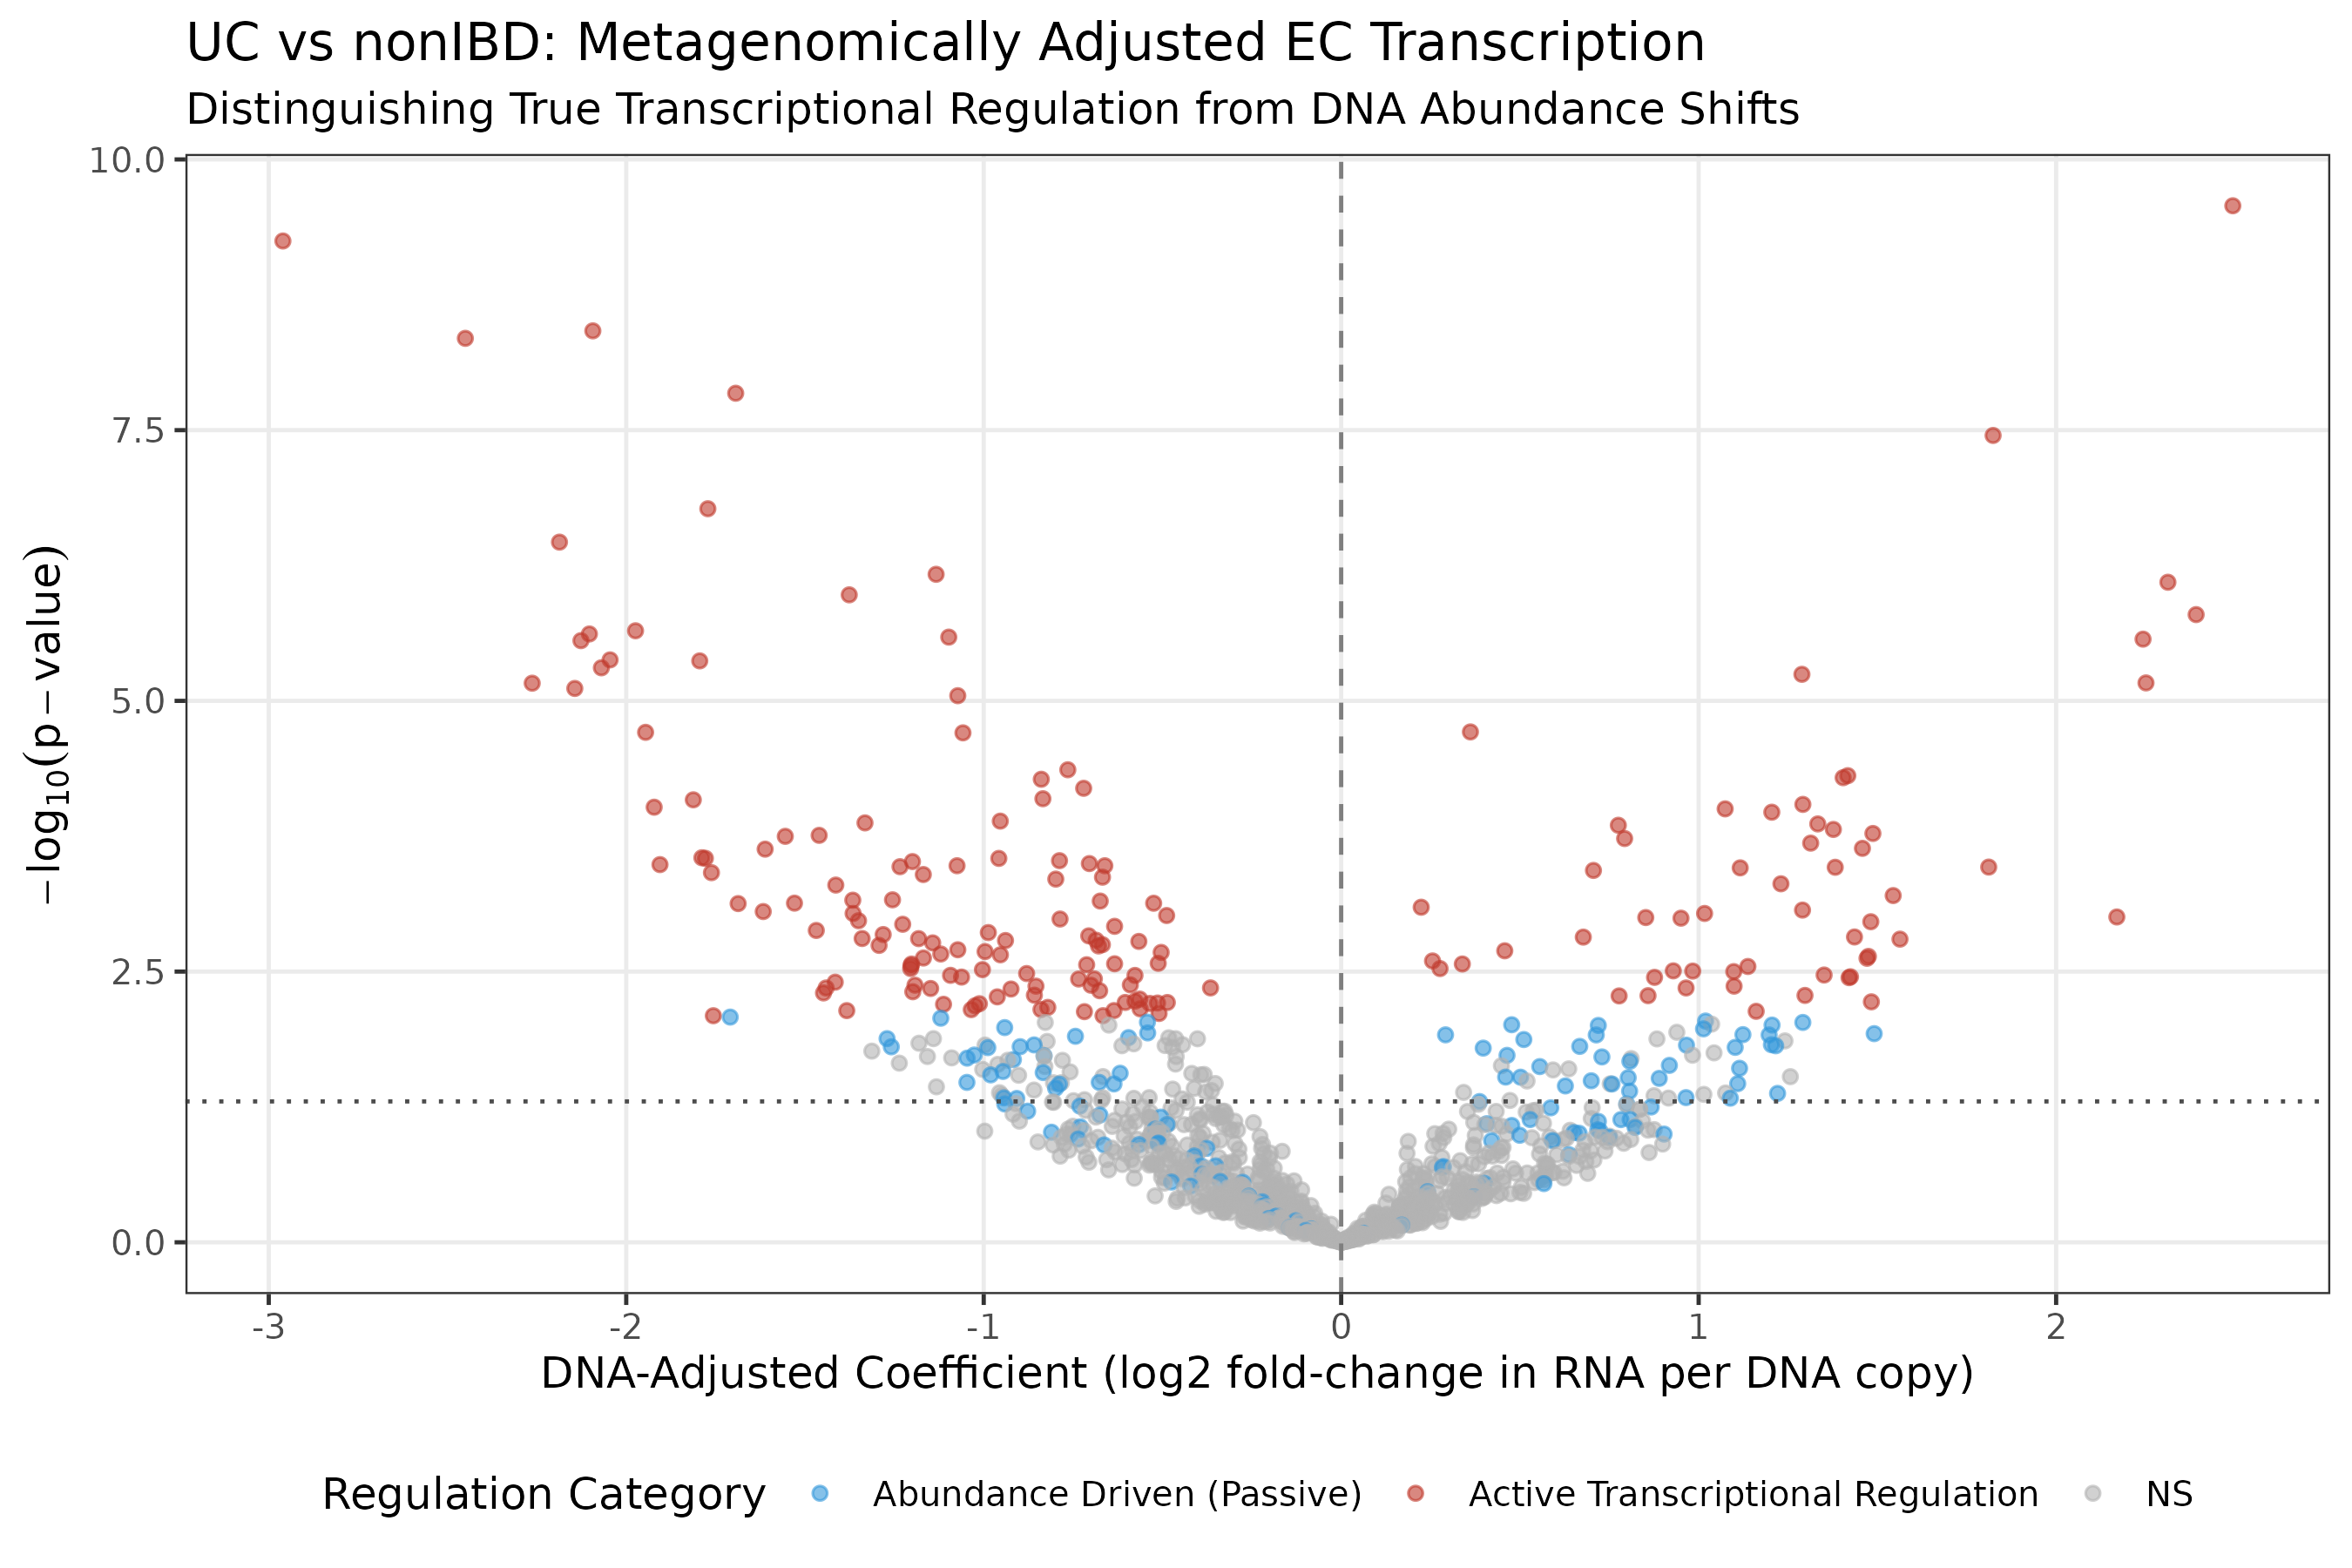 UC vs nonIBD: Metagenomically Adjusted EC Transcription
Distinguishing True Transcriptional Regulation from DNA Abundance Shifts
10.0
7.5
5.0
2.5
0.0
−log₁₀(p−value)
-3 -2 -1 0 1 2
DNA-Adjusted Coefficient (log2 fold-change in RNA per DNA copy)
Regulation Category Abundance Driven (Passive) Active Transcriptional Regulation NS